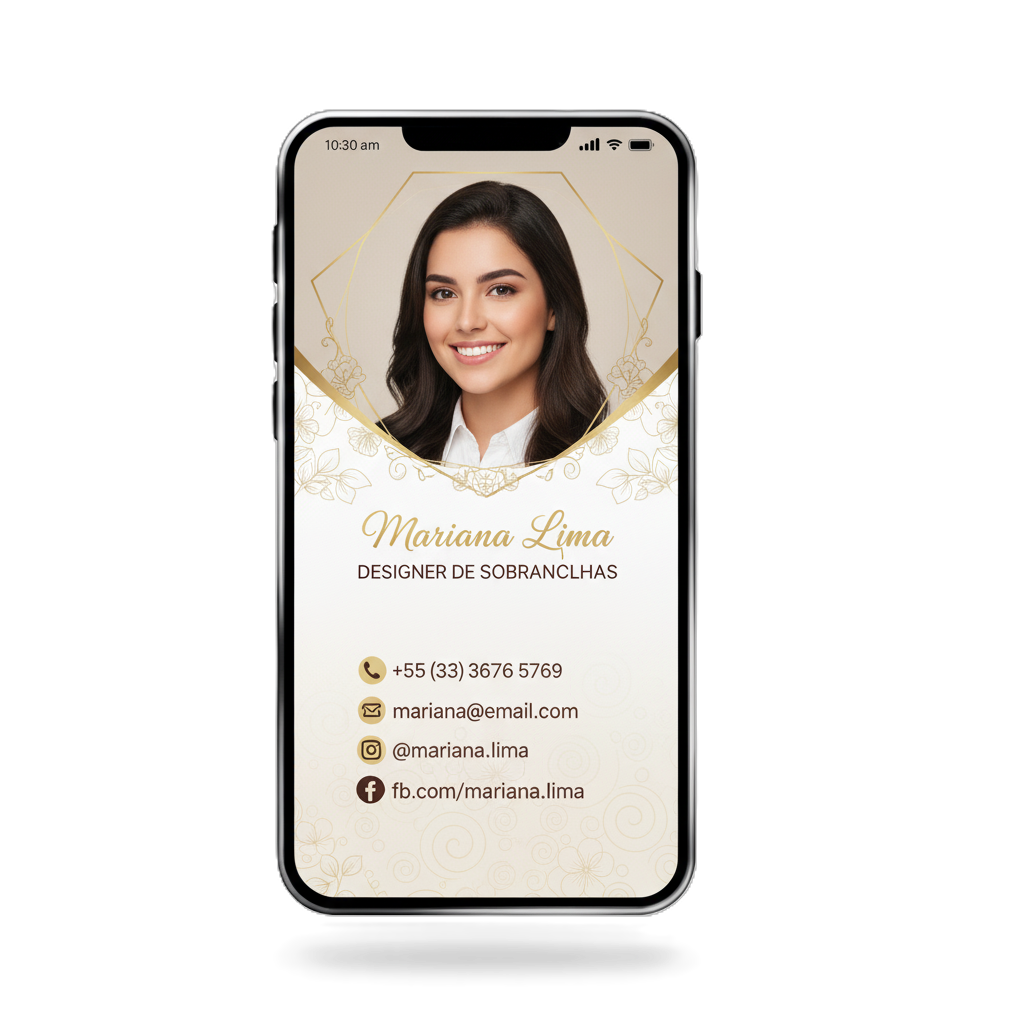 10:30 am
Mariana Lima
DESIGNER DE SOBRANCLHAS
+55 (33) 3676 5769
mariana@email.com
@mariana.lima
fb.com/mariana.lima